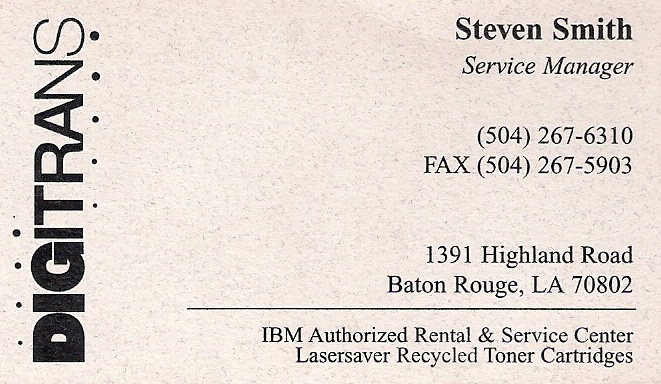 DIGITRANS
Steven Smith
Service Manager
(504) 267-6310
FAX (504) 267-5903
1391 Highland Road
Baton Rouge, LA 70802
IBM Authorized Rental & Service Center
Lasersaver Recycled Toner Cartridges